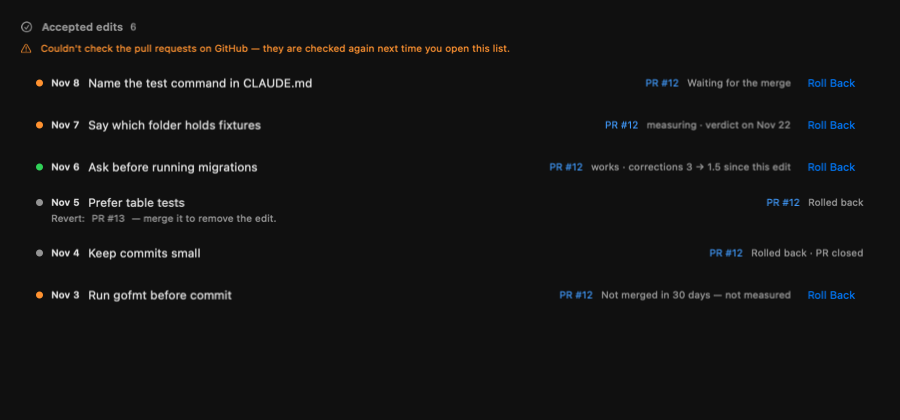 Accepted edits 6
Couldn't check the pull requests on GitHub — they are checked again next time you open this list.
Nov 8 Name the test command in CLAUDE.md PR #12 Waiting for the merge Roll Back
Nov 7 Say which folder holds fixtures PR #12 measuring · verdict on Nov 22 Roll Back
Nov 6 Ask before running migrations PR #12 works · corrections 3 → 1.5 since this edit Roll Back
Nov 5 Prefer table tests PR #12 Rolled back
Revert: PR #13 — merge it to remove the edit.
Nov 4 Keep commits small PR #12 Rolled back · PR closed
Nov 3 Run gofmt before commit PR #12 Not merged in 30 days — not measured Roll Back